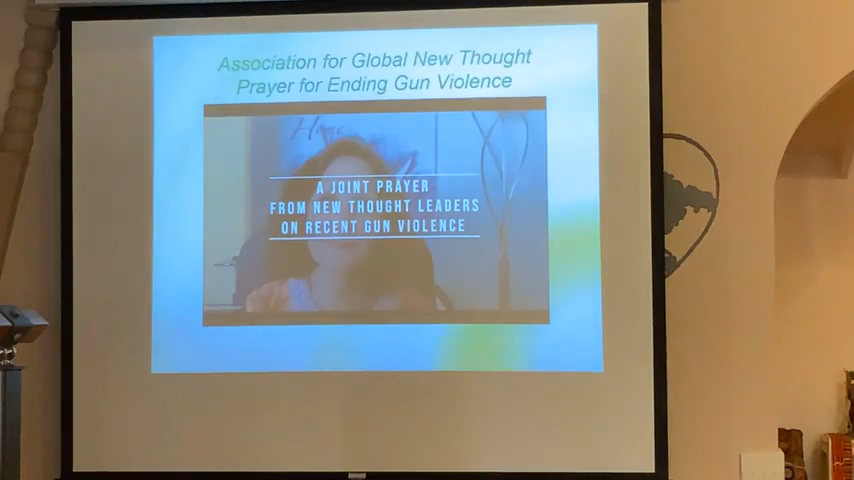 Association for Global New Thought
Prayer for Ending Gun Violence
Home
A JOINT PRAYER
FROM NEW THOUGHT LEADERS
ON RECENT GUN VIOLENCE